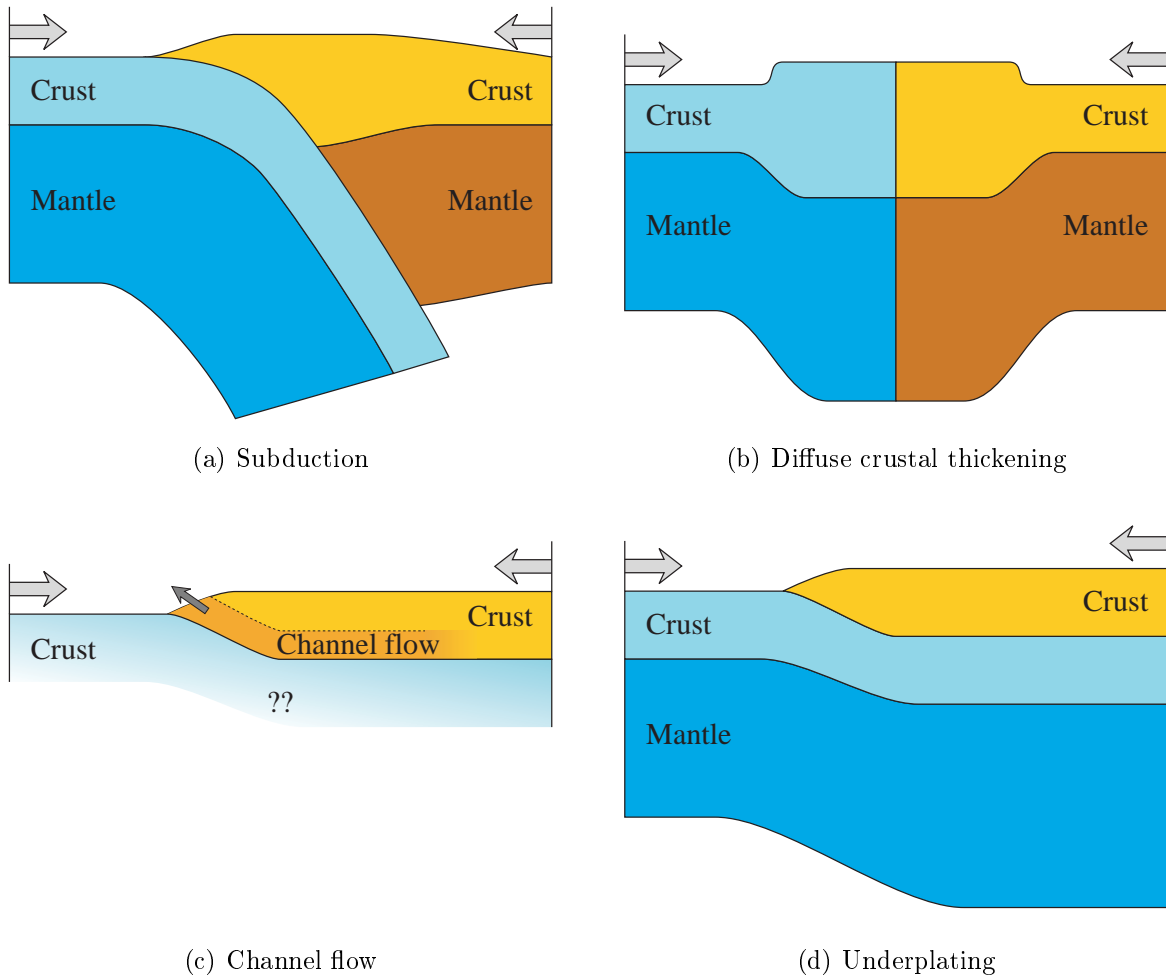 Crust
Crust
Mantle
Mantle
(a) Subduction
Crust
Crust
Mantle
Mantle
(b) Diffuse crustal thickening
Crust
Channel flow
Crust
??
(c) Channel flow
Crust
Crust
Mantle
(d) Underplating